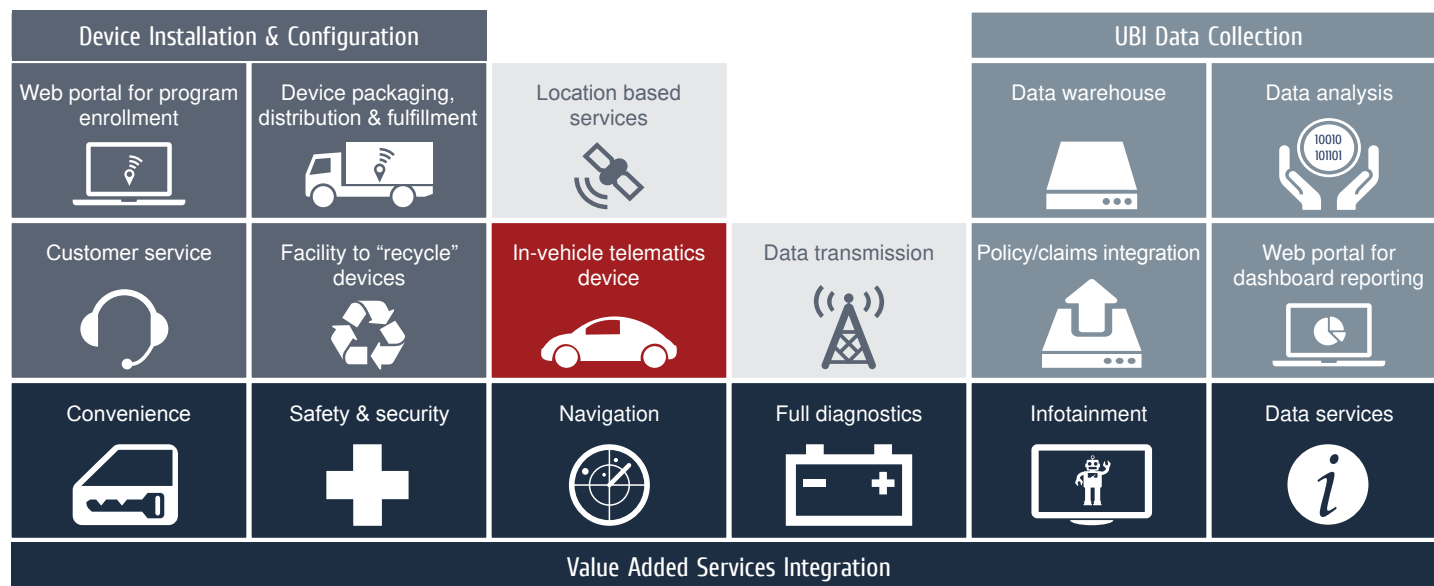 Device Installation & Configuration
UBI Data Collection
Web portal for program
enrollment
Device packaging,
distribution & fulfillment
Location based
services
Data warehouse
Data analysis
10010
101101
Customer service
Facility to “recycle”
devices
In-vehicle telematics
device
Data transmission
Policy/claims integration
Web portal for
dashboard reporting
Convenience
Safety & security
Navigation
Full diagnostics
Infotainment
Data services
i
Value Added Services Integration